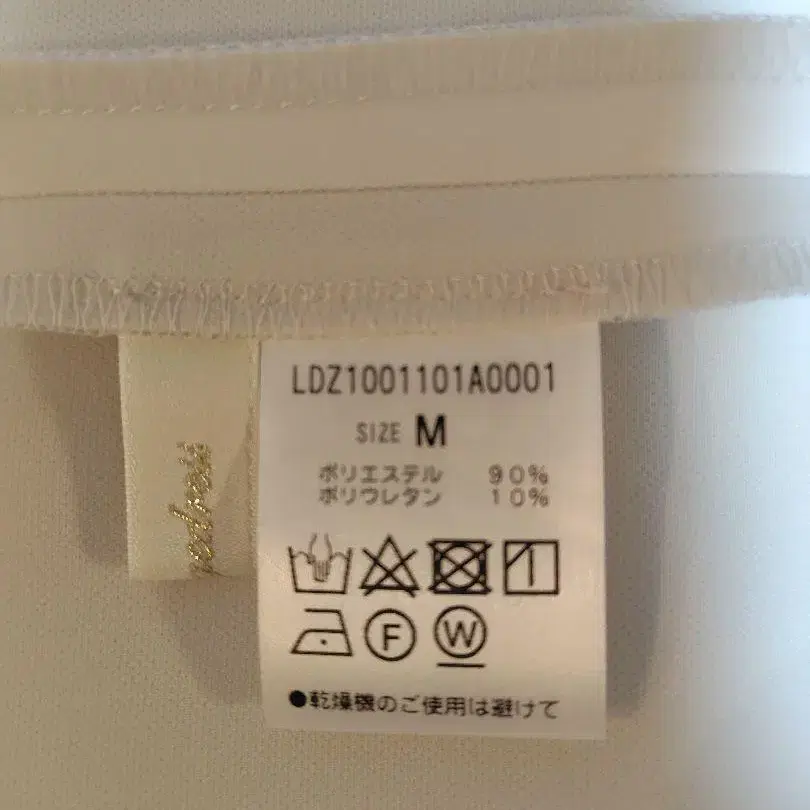 LDZ1001101A0001
SIZE M
ポリエステル 90%
ポリウレタン 10%
F W
●乾燥機のご使用は避けて